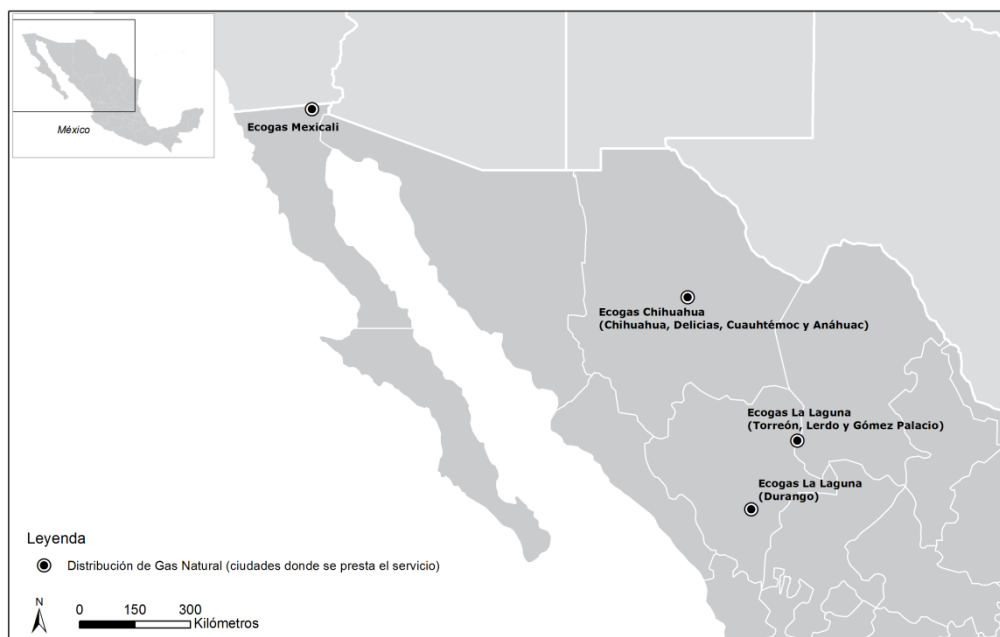 México
Ecogas Mexicali
Ecogas Chihuahua
(Chihuahua, Delicias, Cuauhtémoc y Anáhuac)
Ecogas La Laguna
(Torreón, Lerdo y Gómez Palacio)
Ecogas La Laguna
(Durango)
Leyenda
Distribución de Gas Natural (ciudades donde se presta el servicio)
N
0 150 300
Kilómetros